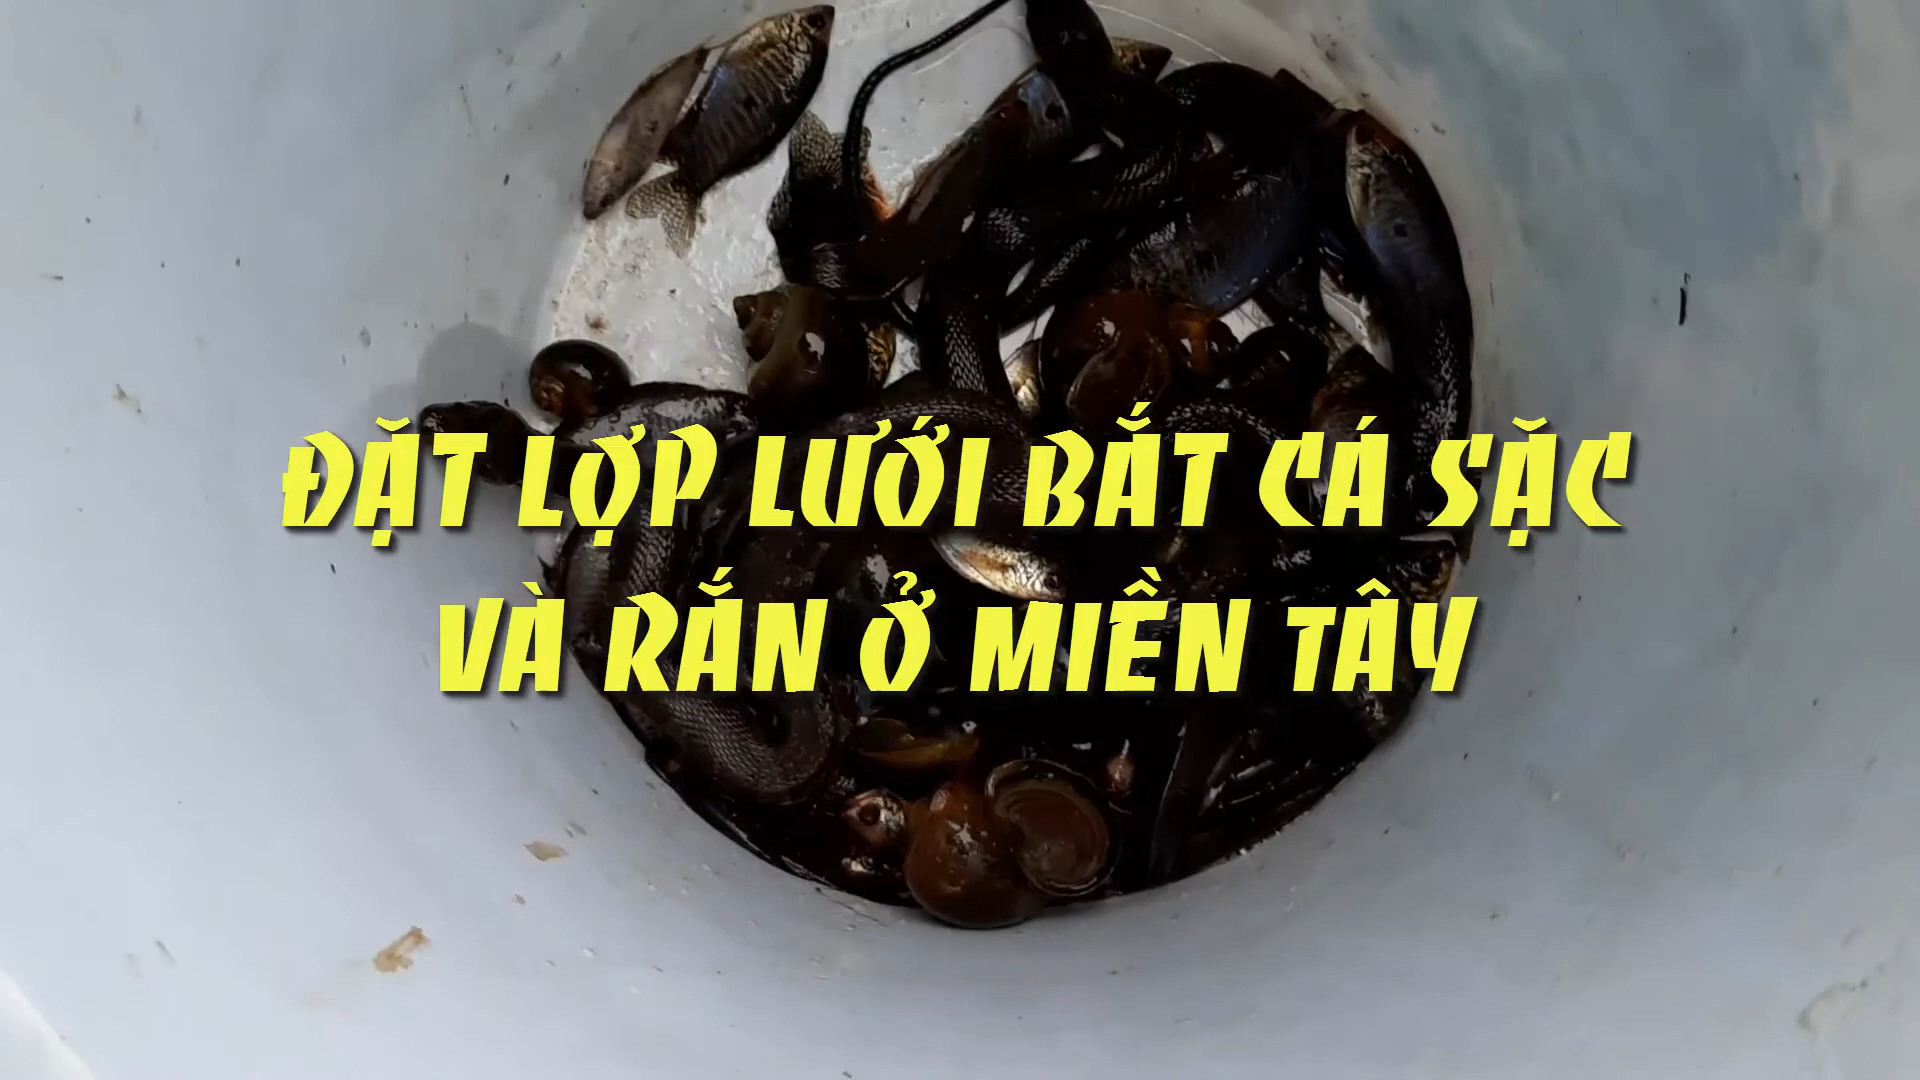 ĐẶT LỢP LƯỚI BẮT CÁ SẶC
VÀ RẮN Ở MIỀN TÂY